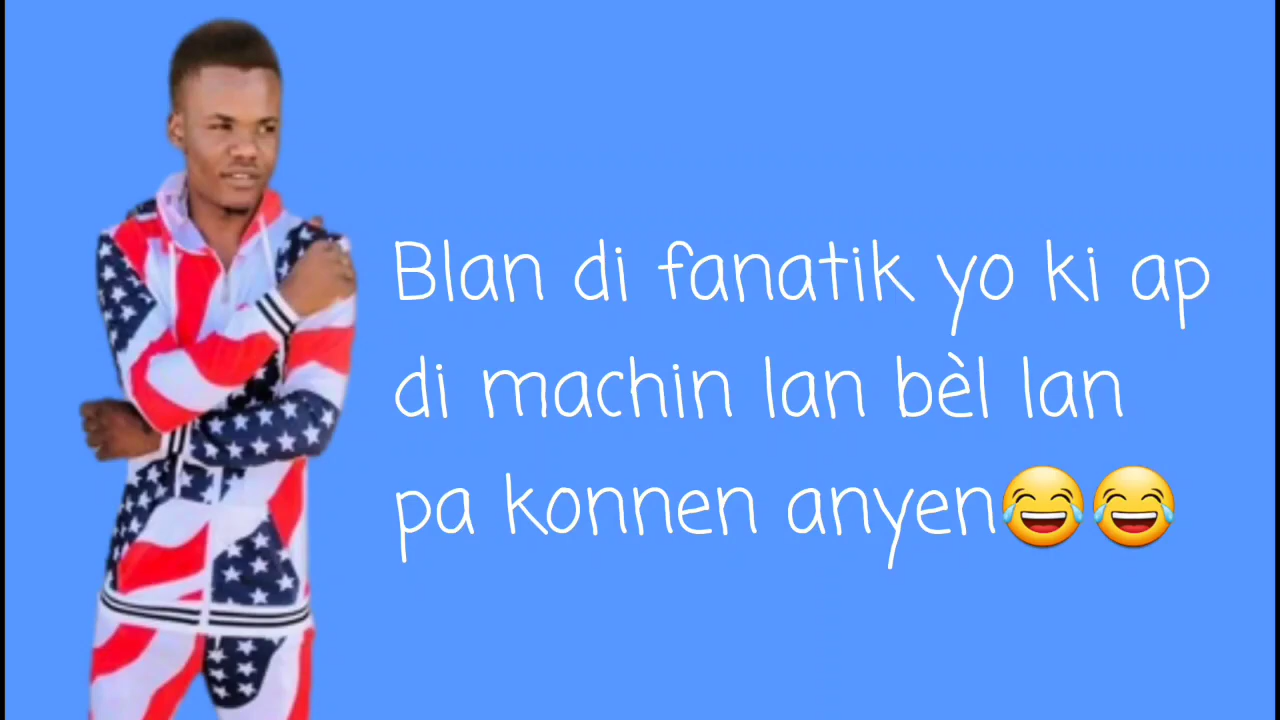 Blan di fanatik yo ki ap
di machin lan bèl lan
pa konnen anyen😂😂